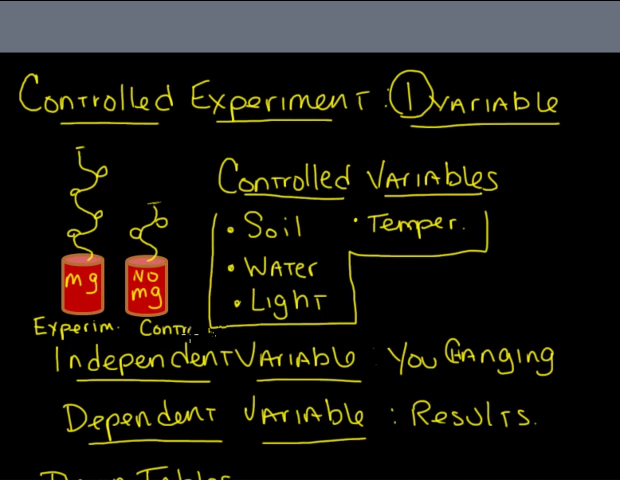 Controlled Experiment : 1 Variable
Controlled Variables
• Soil • Temper.
• Water
• Light
mg
NO
mg
Experim.
Independent Variable : You Changing
Dependent Variable : Results.